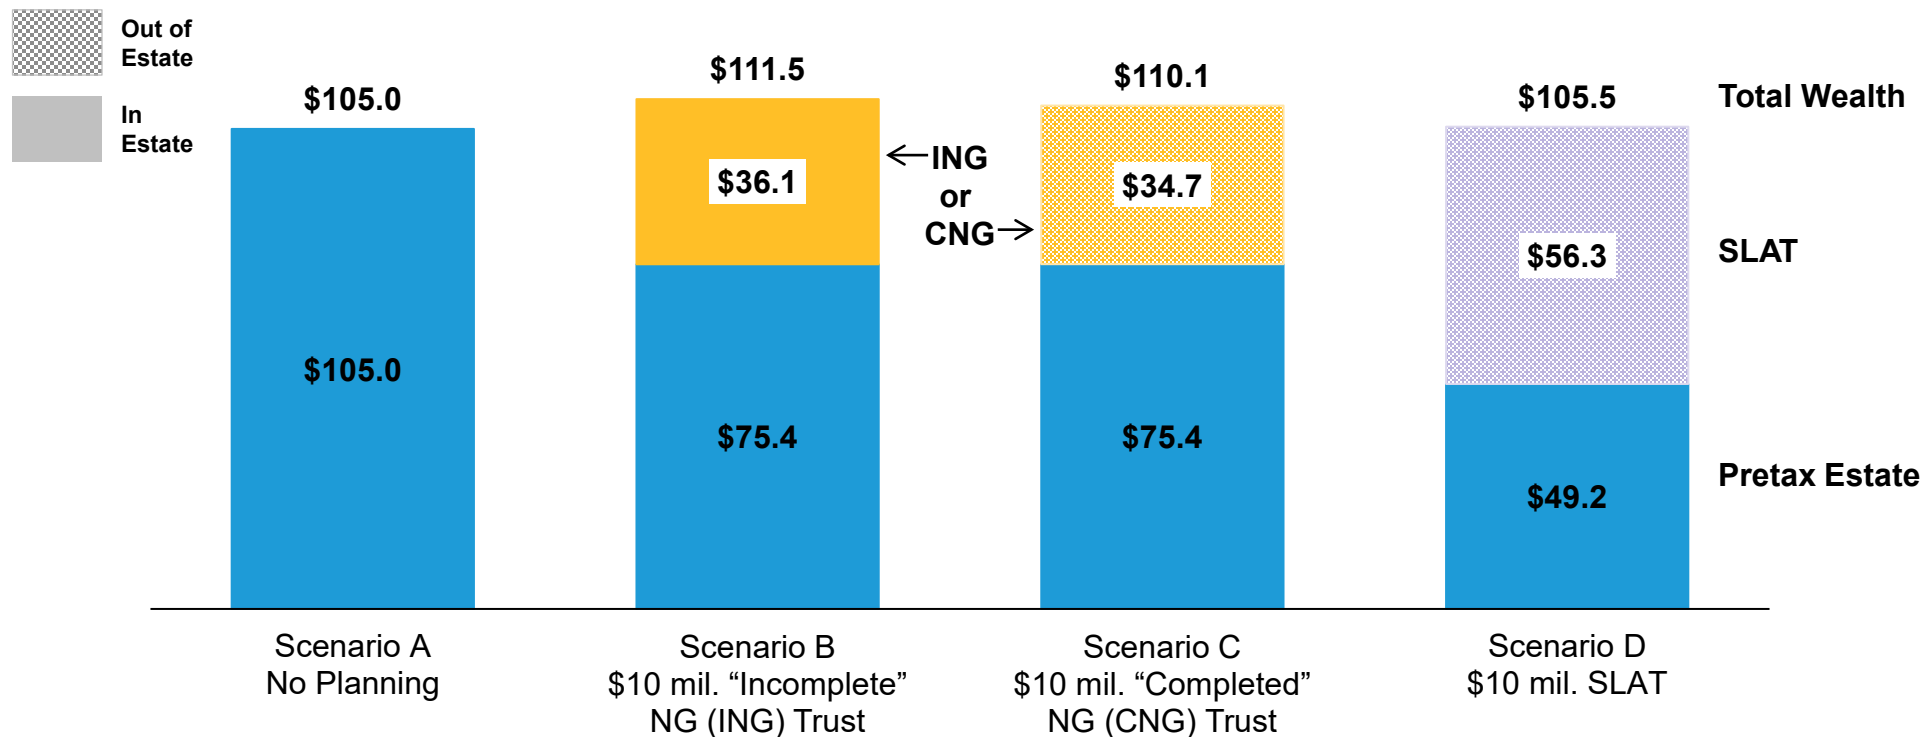 Out of
Estate
In
Estate
$105.0
$111.5
$110.1
$105.5
Total Wealth
$36.1
ING
or
CNG
$34.7
$56.3
SLAT
$105.0
$75.4
$75.4
$49.2
Pretax Estate
Scenario A
No Planning
Scenario B
$10 mil. “Incomplete”
NG (ING) Trust
Scenario C
$10 mil. “Completed”
NG (CNG) Trust
Scenario D
$10 mil. SLAT